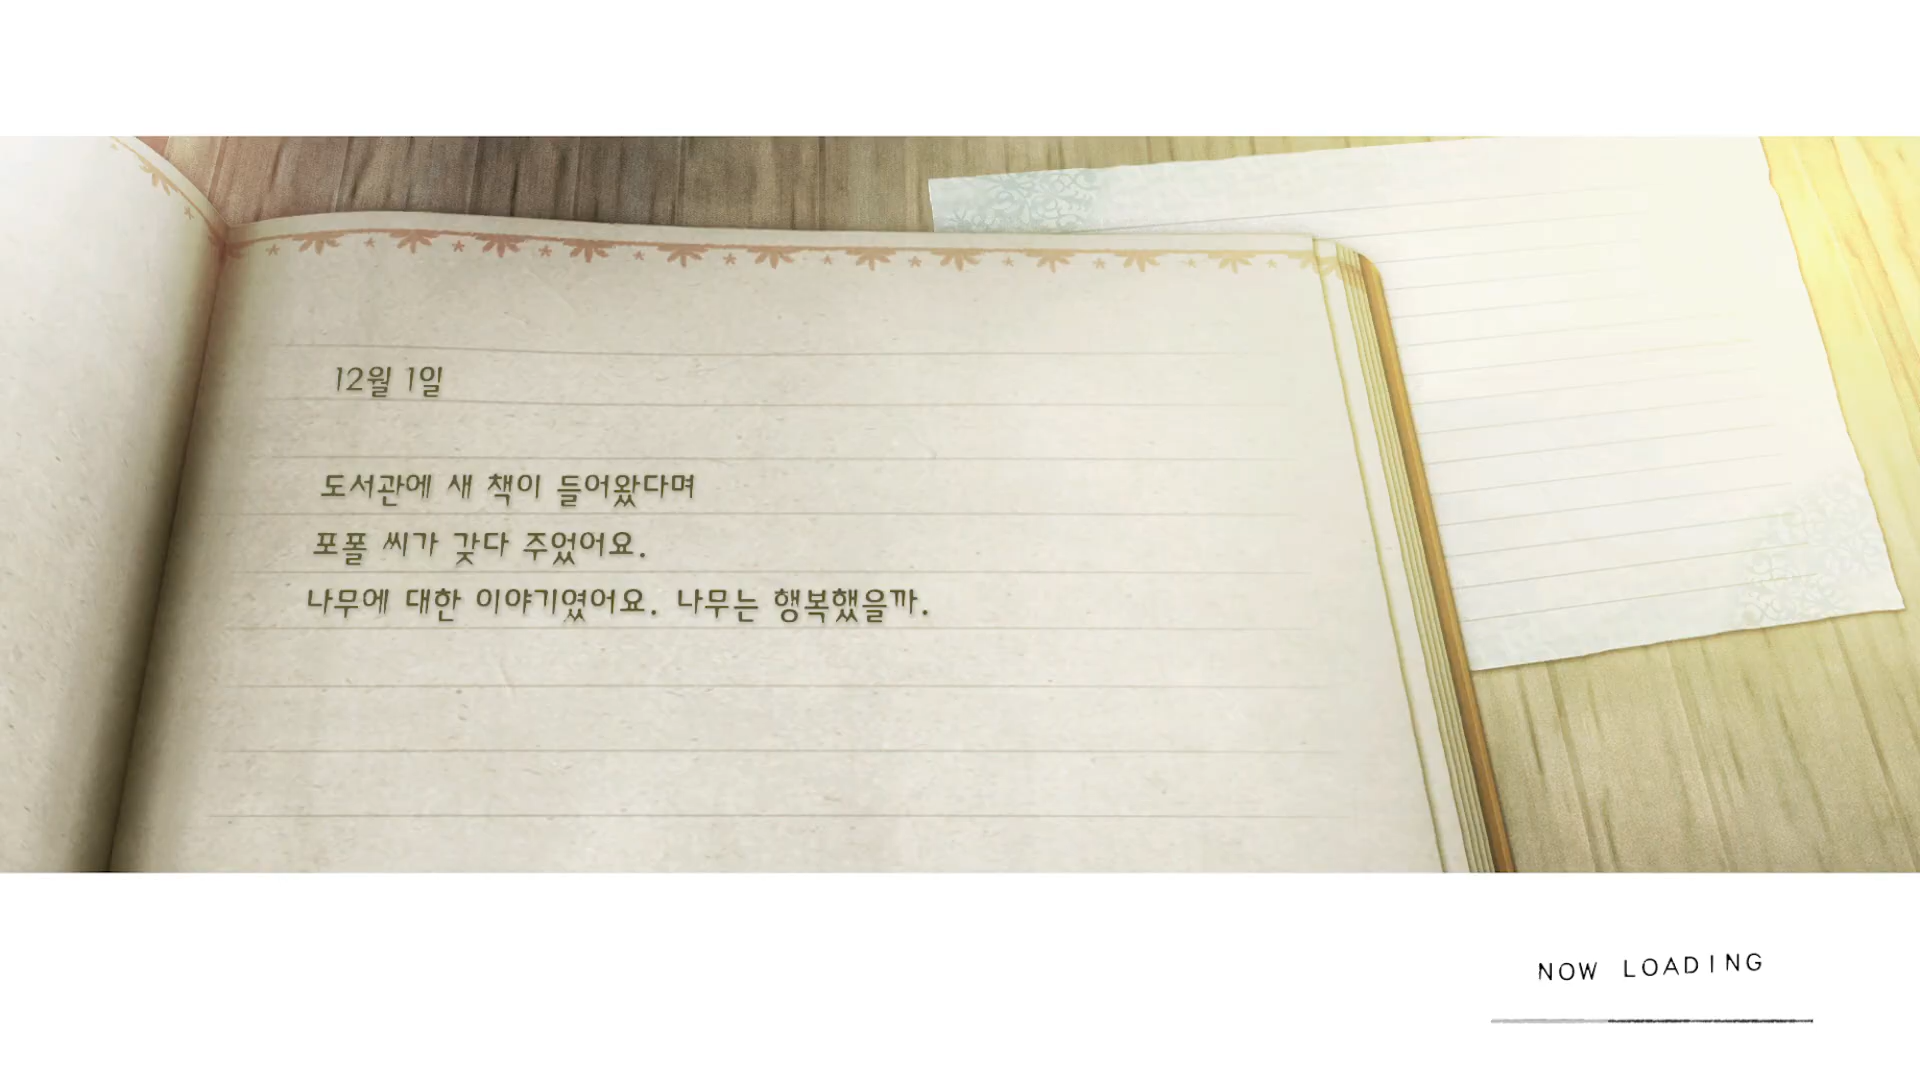 12월 1일
도서관에 새 책이 들어왔다며
포폴 씨가 갖다 주었어요.
나무에 대한 이야기였어요. 나무는 행복했을까.
NOW LOADING